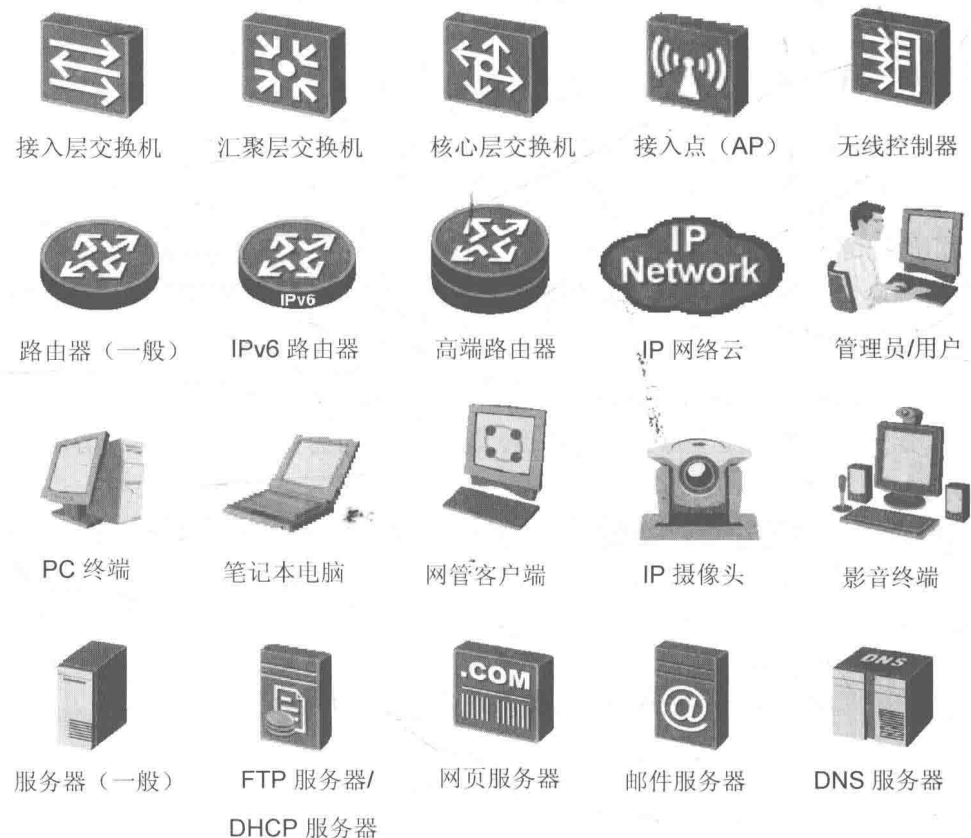 接入层交换机 汇聚层交换机 核心层交换机 接入点（AP） 无线控制器
IPv6
IP
Network
路由器（一般） IPv6 路由器 高端路由器 IP 网络云 管理员/用户
PC 终端 笔记本电脑 网管客户端 IP 摄像头 影音终端
.COM
@
DNS
服务器（一般） FTP 服务器/ 网页服务器 邮件服务器 DNS 服务器
DHCP 服务器